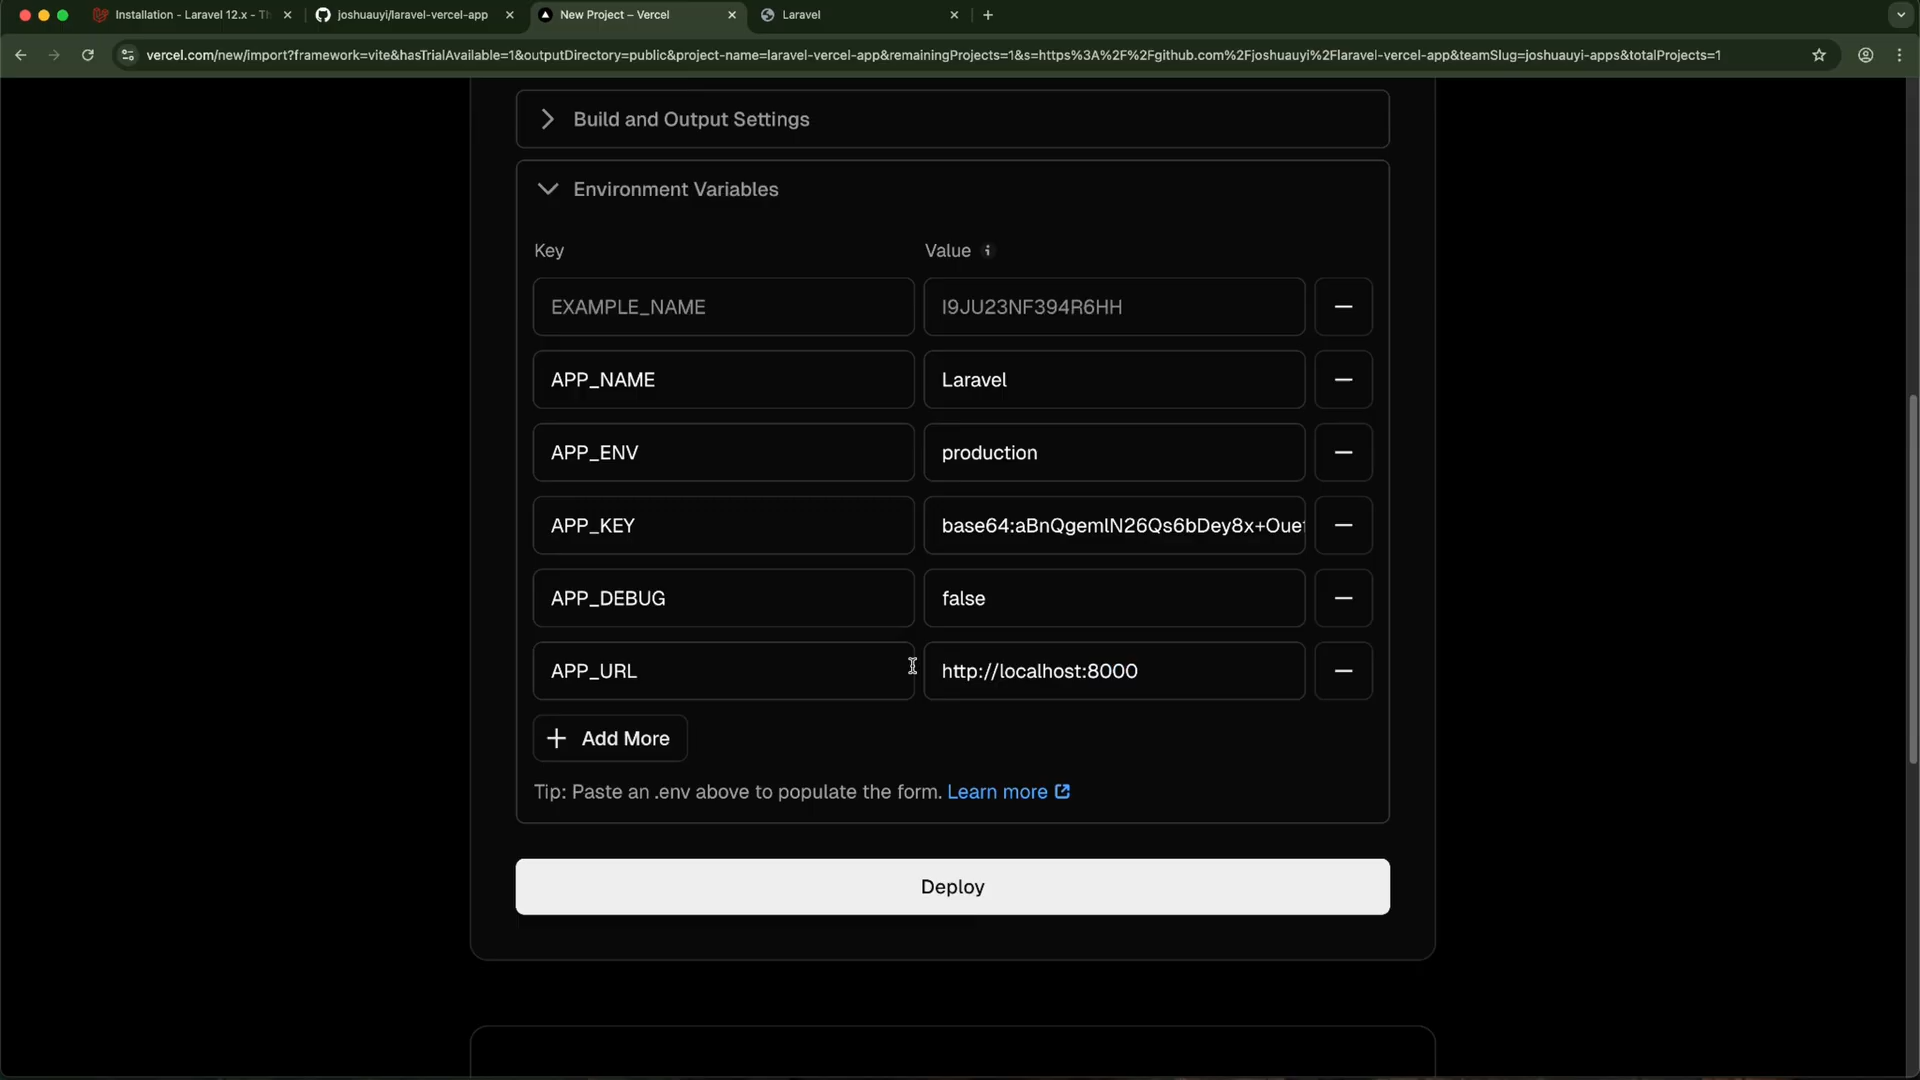 Installation - Laravel 12.x - Th
joshuauyi/laravel-vercel-app
New Project – Vercel
Laravel
vercel.com/new/import?framework=vite&hasTrialAvailable=1&outputDirectory=public&project-name=laravel-vercel-app&remainingProjects=1&s=https%3A%2F%2Fgithub.com%2Fjoshuauyi%2Flaravel-vercel-app&teamSlug=joshuauyi-apps&totalProjects=1
Build and Output Settings
Environment Variables
Key
Value
EXAMPLE_NAME
I9JU23NF394R6HH
APP_NAME
Laravel
APP_ENV
production
APP_KEY
base64:aBnQgemlN26Qs6bDey8x+Ouef
APP_DEBUG
false
APP_URL
http://localhost:8000
Add More
Tip: Paste an .env above to populate the form. Learn more
Deploy